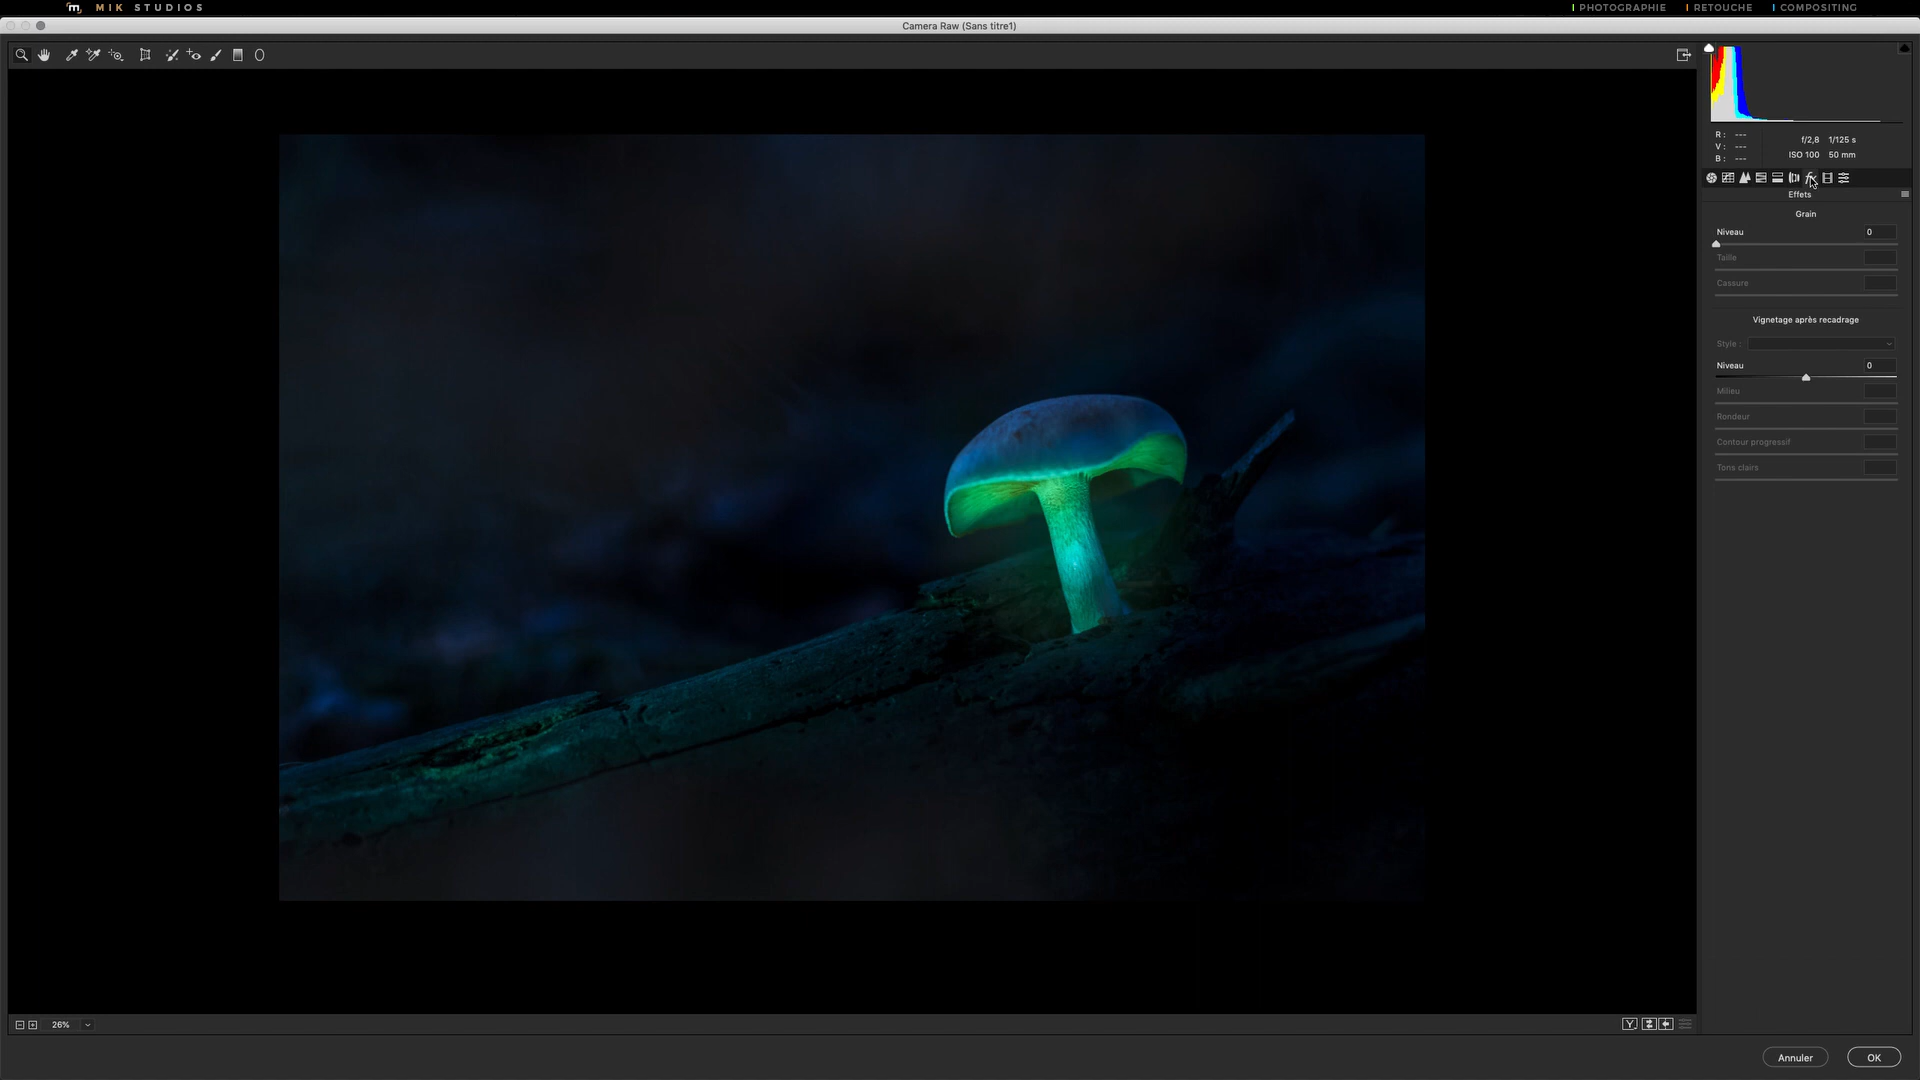 MIK STUDIOS
PHOTOGRAPHIE RETOUCHE COMPOSITING
Camera Raw (Sans titre1)
R : ---
V : ---
B : ---
f/2,8 1/125 s
ISO 100 50 mm
Effets
Grain
Niveau 0
Taille
Cassure
Vignetage après recadrage
Style :
Niveau 0
Milieu
Rondeur
Contour progressif
Tons clairs
26%
Y
Annuler OK